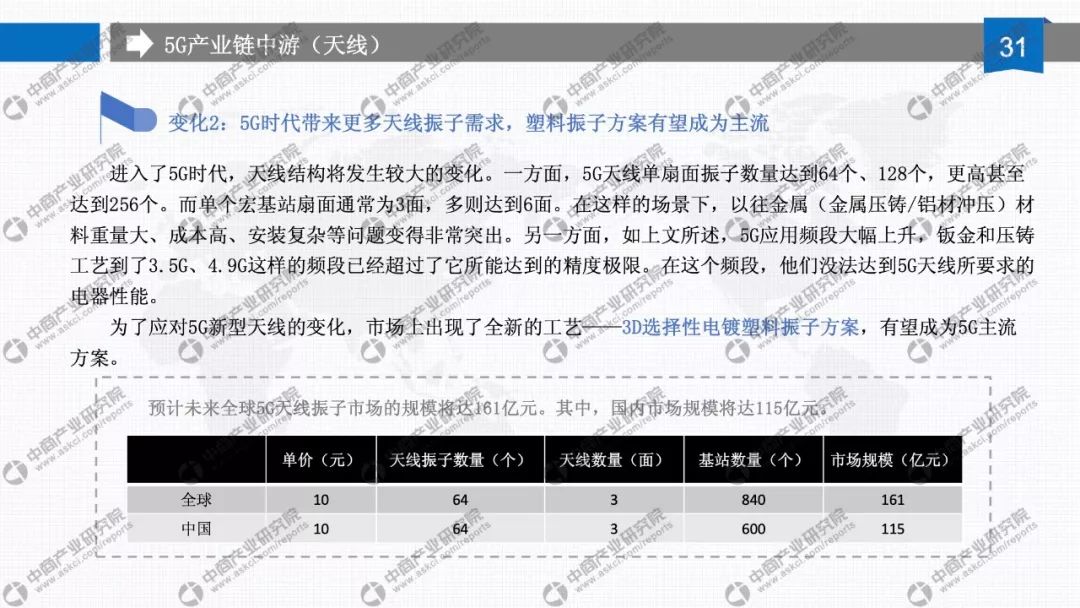 5G产业链中游（天线）
31
变化2：5G时代带来更多天线振子需求，塑料振子方案有望成为主流
进入了5G时代，天线结构将发生较大的变化。一方面，5G天线单扇面振子数量达到64个、128个，更高甚至
达到256个。而单个宏基站扇面通常为3面，多则达到6面。在这样的场景下，以往金属（金属压铸/铝材冲压）材
料重量大、成本高、安装复杂等问题变得非常突出。另一方面，如上文所述，5G应用频段大幅上升，钣金和压铸
工艺到了3.5G、4.9G这样的频段已经超过了它所能达到的精度极限。在这个频段，他们没法达到5G天线所要求的
电器性能。
为了应对5G新型天线的变化，市场上出现了全新的工艺——3D选择性电镀塑料振子方案，有望成为5G主流
方案。
预计未来全球5G天线振子市场的规模将达161亿元。其中，国内市场规模将达115亿元。
单价（元） 天线振子数量（个） 天线数量（面） 基站数量（个） 市场规模（亿元）
全球 10 64 3 840 161
中国 10 64 3 600 115
中商产业研究院
www.askci.com/reports